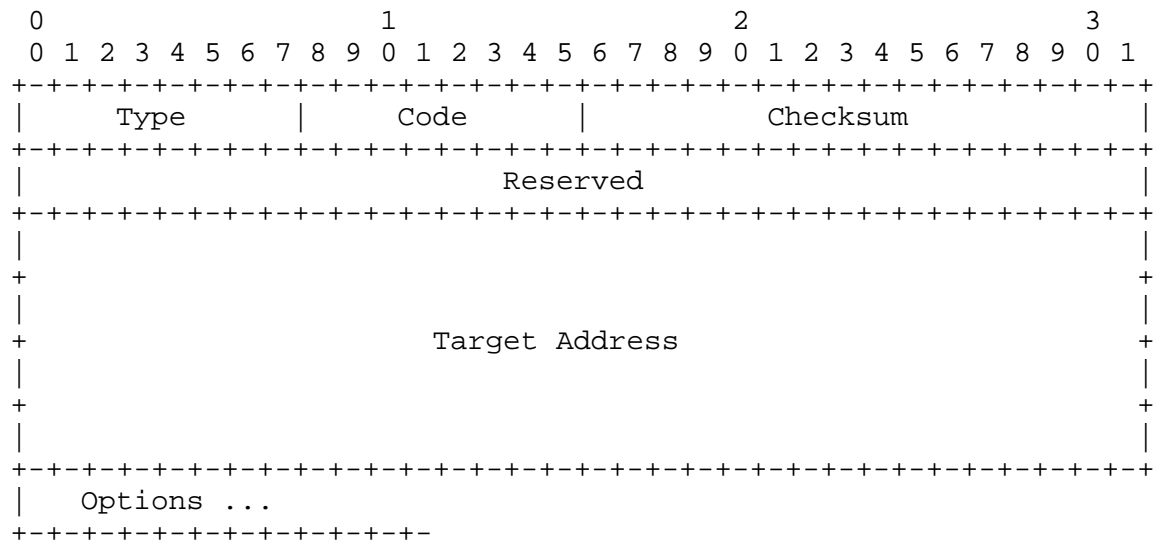 0                   1                   2                   3
 0 1 2 3 4 5 6 7 8 9 0 1 2 3 4 5 6 7 8 9 0 1 2 3 4 5 6 7 8 9 0 1
+-+-+-+-+-+-+-+-+-+-+-+-+-+-+-+-+-+-+-+-+-+-+-+-+-+-+-+-+-+-+-+-+
|     Type      |     Code      |          Checksum             |
+-+-+-+-+-+-+-+-+-+-+-+-+-+-+-+-+-+-+-+-+-+-+-+-+-+-+-+-+-+-+-+-+
|                           Reserved                            |
+-+-+-+-+-+-+-+-+-+-+-+-+-+-+-+-+-+-+-+-+-+-+-+-+-+-+-+-+-+-+-+-+
|                                                               |
+                                                               +
|                                                               |
+                       Target Address                          +
|                                                               |
+                                                               +
|                                                               |
+-+-+-+-+-+-+-+-+-+-+-+-+-+-+-+-+-+-+-+-+-+-+-+-+-+-+-+-+-+-+-+-+
|   Options ...
+-+-+-+-+-+-+-+-+-+-+-+-